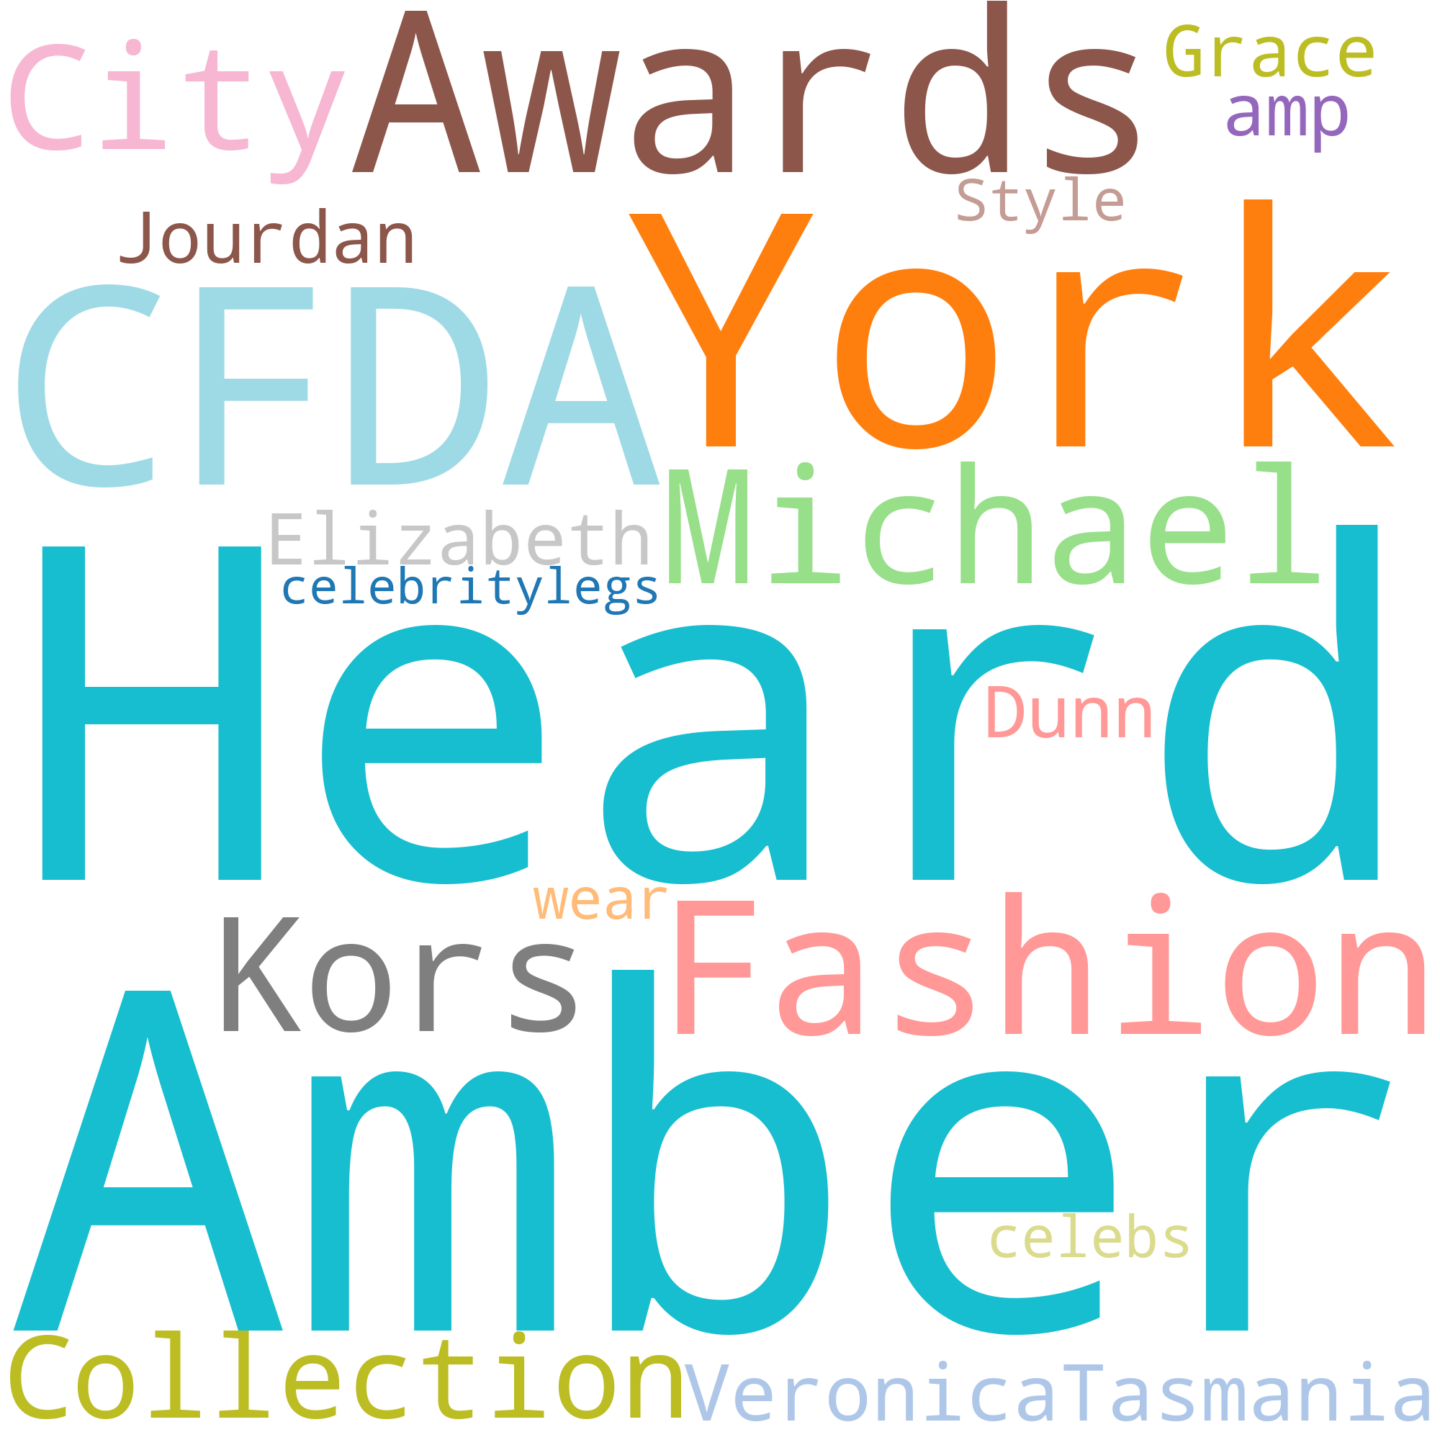 City Awards Grace
amp
Style
Jourdan
CFDA York
Michael
Elizabeth
celebritylegs
Heard
Dunn
wear
Kors Fashion
Amber
celebs
Collection VeronicaTasmania